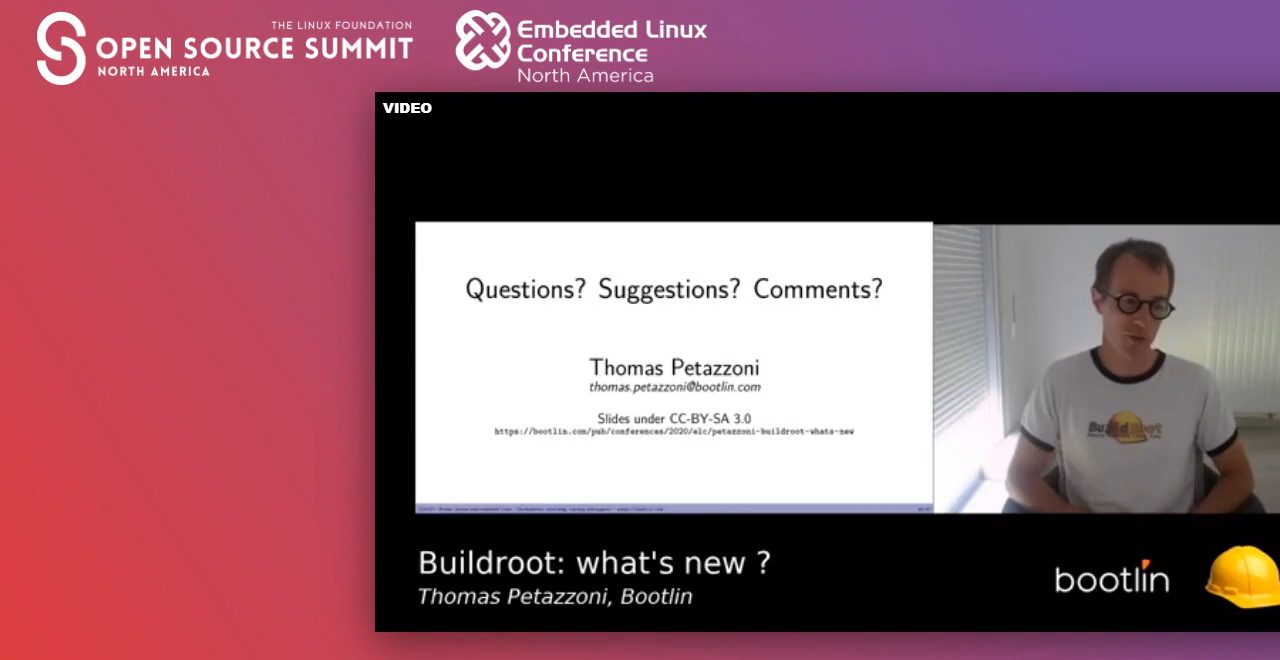 THE LINUX FOUNDATION
OPEN SOURCE SUMMIT
NORTH AMERICA
Embedded Linux
Conference
North America
VIDEO
Questions? Suggestions? Comments?
Thomas Petazzoni
thomas.petazzoni@bootlin.com
Slides under CC-BY-SA 3.0
https://bootlin.com/pub/conferences/2020/elc/petazzoni-buildroot-whats-new
Buildroot
Buildroot: what's new ?
Thomas Petazzoni, Bootlin
bootlin